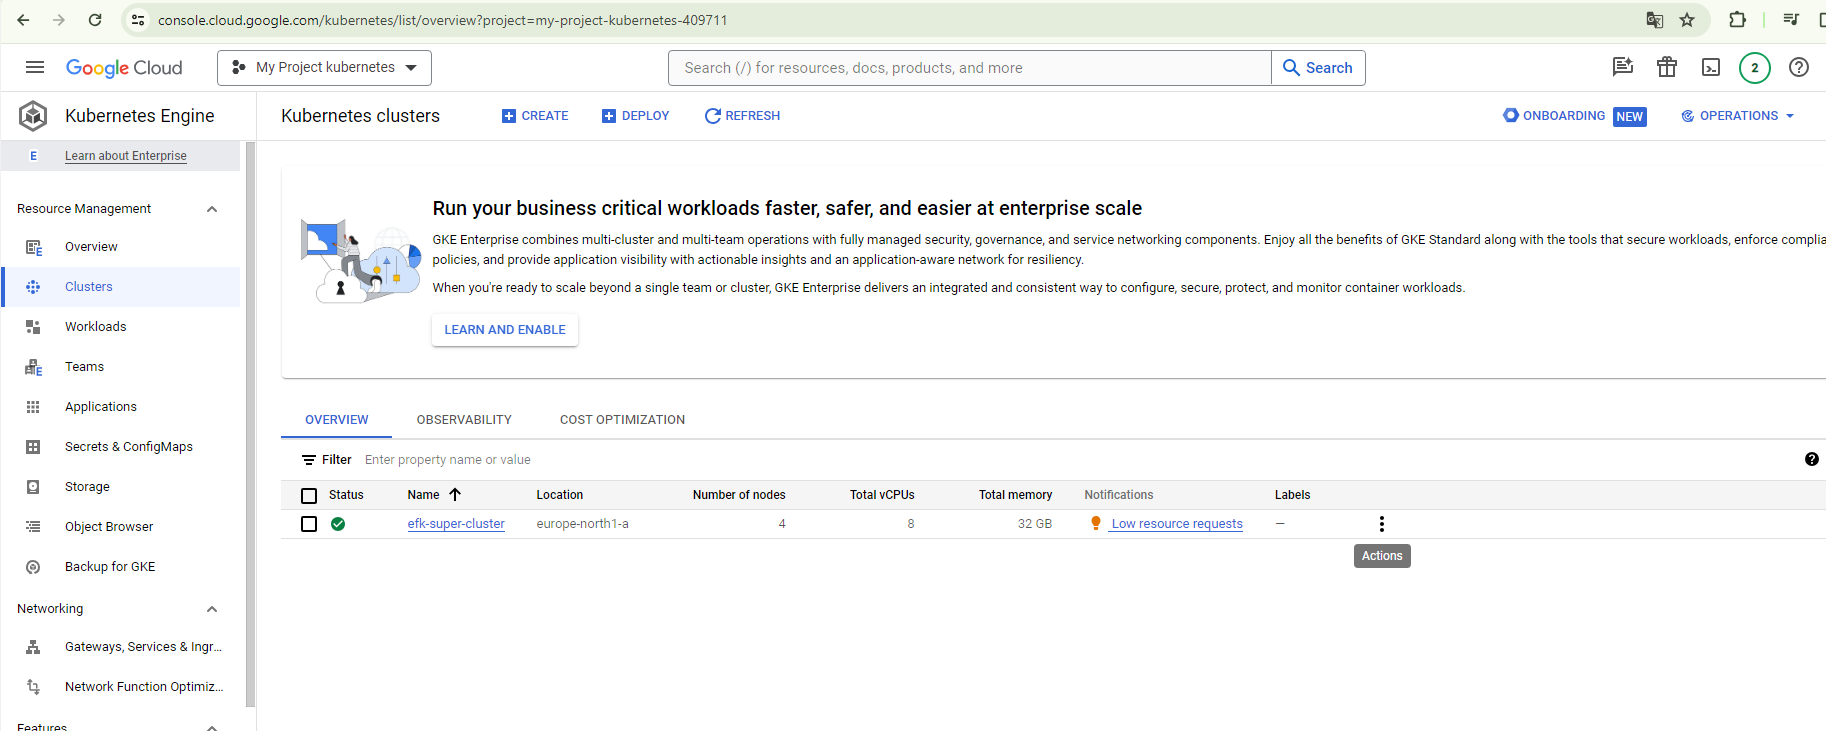 console.cloud.google.com/kubernetes/list/overview?project=my-project-kubernetes-409711
Google Cloud
My Project kubernetes
Search (/) for resources, docs, products, and more
Search
2
Kubernetes Engine
Kubernetes clusters
CREATE
DEPLOY
REFRESH
ONBOARDING NEW
OPERATIONS
E Learn about Enterprise
Resource Management
Overview
Clusters
Workloads
Teams
Applications
Secrets & ConfigMaps
Storage
Object Browser
Backup for GKE
Networking
Gateways, Services & Ingr...
Network Function Optimiz...
Features
Run your business critical workloads faster, safer, and easier at enterprise scale
GKE Enterprise combines multi-cluster and multi-team operations with fully managed security, governance, and service networking components. Enjoy all the benefits of GKE Standard along with the tools that secure workloads, enforce complia
policies, and provide application visibility with actionable insights and an application-aware network for resiliency.
When you're ready to scale beyond a single team or cluster, GKE Enterprise delivers an integrated and consistent way to configure, secure, protect, and monitor container workloads.
LEARN AND ENABLE
OVERVIEW
OBSERVABILITY
COST OPTIMIZATION
Filter Enter property name or value
Status Name Location Number of nodes Total vCPUs Total memory Notifications Labels
efk-super-cluster europe-north1-a 4 8 32 GB Low resource requests —
Actions